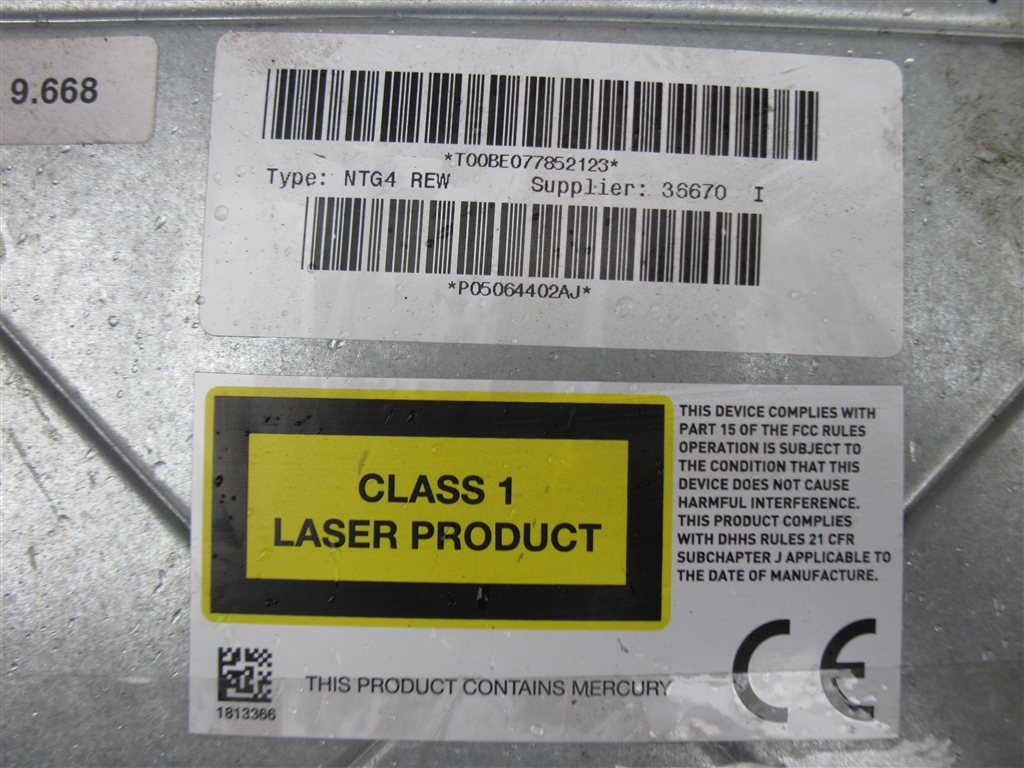 9.668
*T00BE077852123*
Type: NTG4 REW Supplier: 36670 I
*P05064402AJ*
CLASS 1
LASER PRODUCT
THIS DEVICE COMPLIES WITH
PART 15 OF THE FCC RULES
OPERATION IS SUBJECT TO
THE CONDITION THAT THIS
DEVICE DOES NOT CAUSE
HARMFUL INTERFERENCE.
THIS PRODUCT COMPLIES
WITH DHHS RULES 21 CFR
SUBCHAPTER J APPLICABLE TO
THE DATE OF MANUFACTURE.
1813366
THIS PRODUCT CONTAINS MERCURY
CE